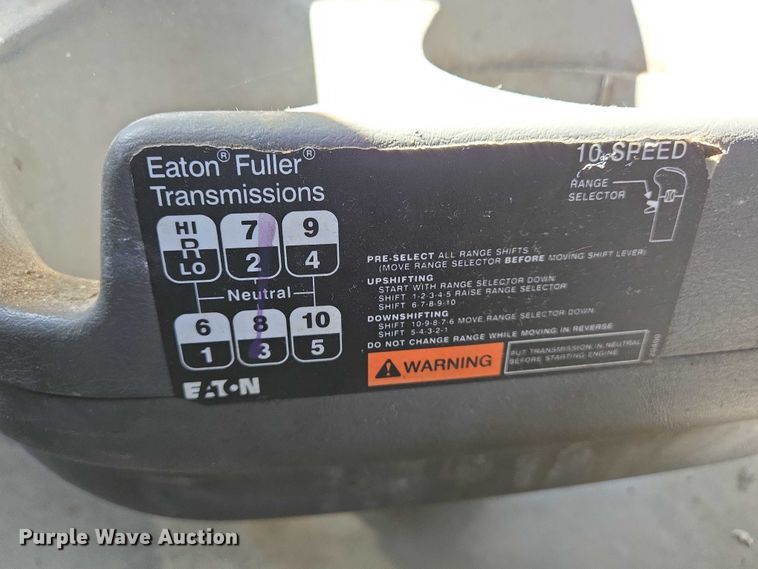 Eaton® Fuller®
Transmissions
HI 7 9
R
LO 2 4
Neutral
6 8 10
1 3 5
EATON
10 SPEED
RANGE
SELECTOR
PRE-SELECT ALL RANGE SHIFTS
(MOVE RANGE SELECTOR BEFORE MOVING SHIFT LEVER)
UPSHIFTING
START WITH RANGE SELECTOR DOWN
SHIFT 1-2-3-4-5 RAISE RANGE SELECTOR
SHIFT 6-7-8-9-10
DOWNSHIFTING
SHIFT 10-9-8-7-6 MOVE RANGE SELECTOR DOWN
SHIFT 5-4-3-2-1
DO NOT CHANGE RANGE WHILE MOVING IN REVERSE
WARNING
PUT TRANSMISSION IN NEUTRAL
BEFORE STARTING ENGINE
Purple Wave Auction